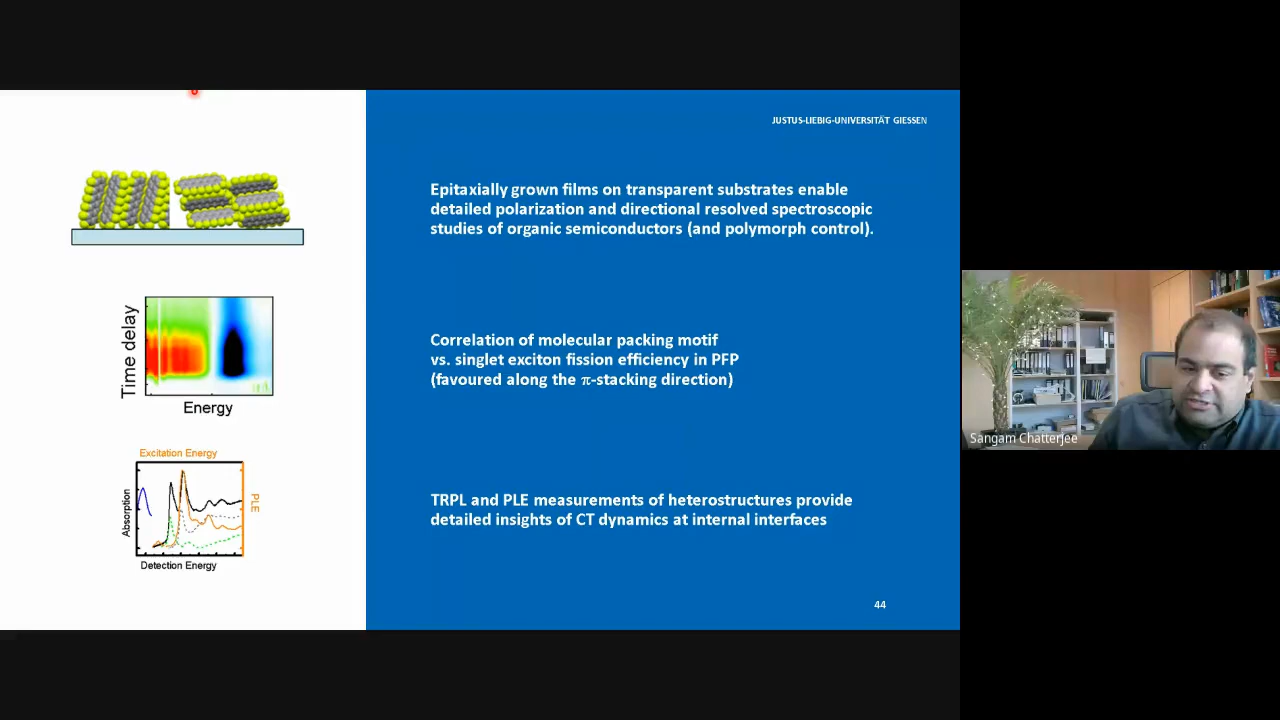 JUSTUS-LIEBIG-UNIVERSITÄT GIESSEN
Epitaxially grown films on transparent substrates enable
detailed polarization and directional resolved spectroscopic
studies of organic semiconductors (and polymorph control).
Time delay
Energy
Correlation of molecular packing motif
vs. singlet exciton fission efficiency in PFP
(favoured along the π-stacking direction)
Excitation Energy
Absorption
PLE
Detection Energy
TRPL and PLE measurements of heterostructures provide
detailed insights of CT dynamics at internal interfaces
44
Sangam Chatterjee